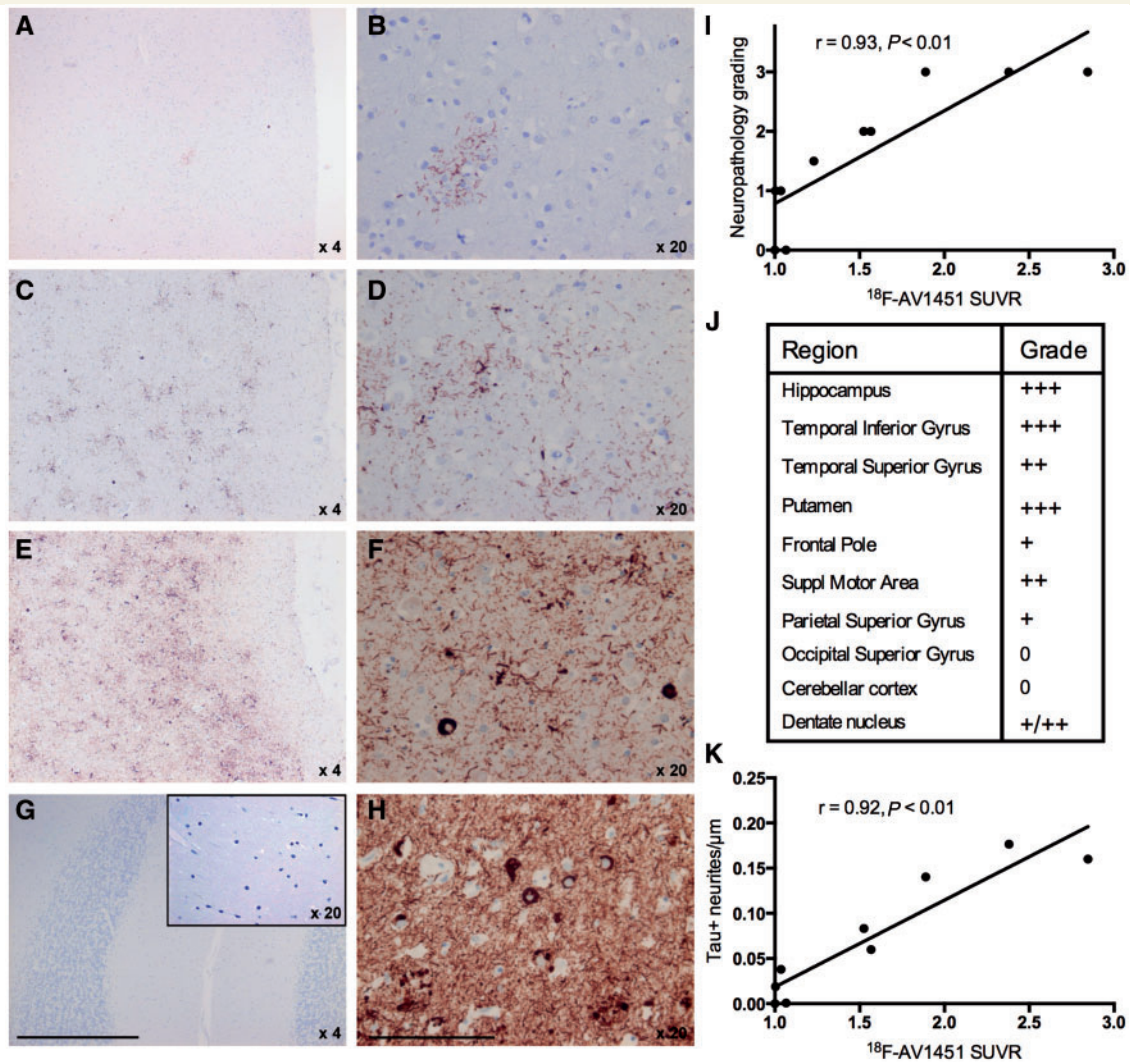 A
x 4
B
x 20
C
x 4
D
x 20
E
x 4
F
x 20
G
x 20
x 4
H
x 20
I
r = 0.93, P < 0.01
Neuropathology grading
3
2
1
0
1.0 1.5 2.0 2.5 3.0
¹⁸F-AV1451 SUVR
J
Region Grade
Hippocampus +++
Temporal Inferior Gyrus +++
Temporal Superior Gyrus ++
Putamen +++
Frontal Pole +
Suppl Motor Area ++
Parietal Superior Gyrus +
Occipital Superior Gyrus 0
Cerebellar cortex 0
Dentate nucleus +/++
K
r = 0.92, P < 0.01
Tau+ neurites/µm
0.25
0.20
0.15
0.10
0.05
0.00
1.0 1.5 2.0 2.5 3.0
¹⁸F-AV1451 SUVR